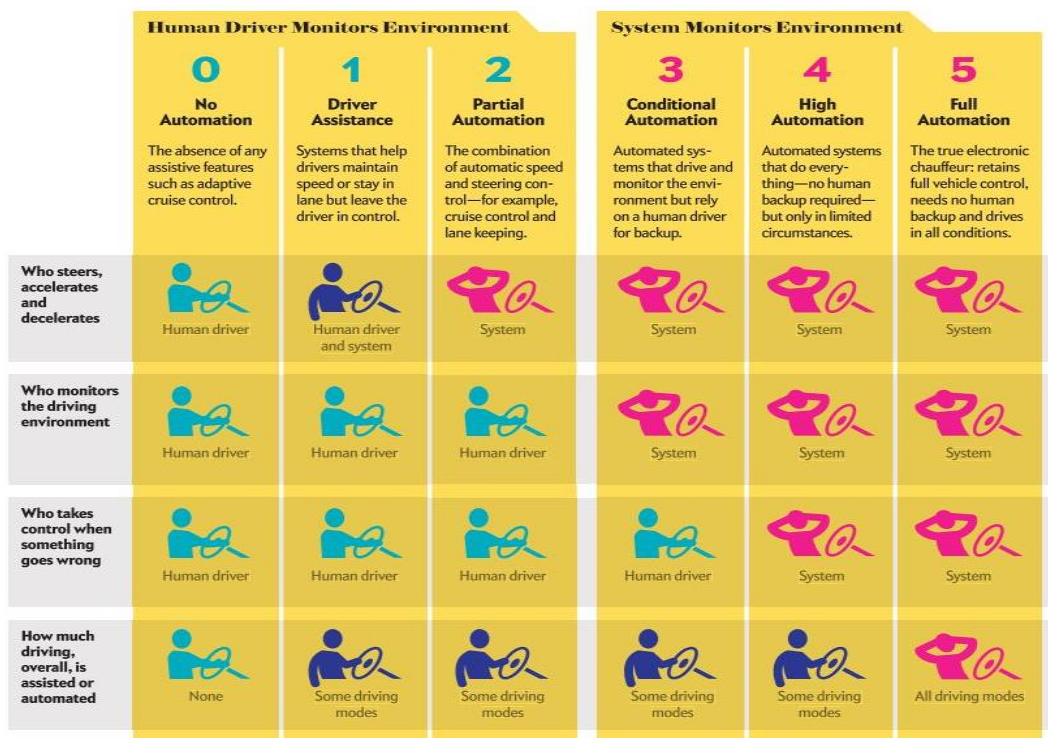 Human Driver Monitors Environment
System Monitors Environment
0
No
Automation
The absence of any
assistive features
such as adaptive
cruise control.
1
Driver
Assistance
Systems that help
drivers maintain
speed or stay in
lane but leave the
driver in control.
2
Partial
Automation
The combination
of automatic speed
and steering con-
trol—for example,
cruise control and
lane keeping.
3
Conditional
Automation
Automated sys-
tems that drive and
monitor the envi-
ronment but rely
on a human driver
for backup.
4
High
Automation
Automated systems
that do every-
thing—no human
backup required—
but only in limited
circumstances.
5
Full
Automation
The true electronic
chauffeur: retains
full vehicle control,
needs no human
backup and drives
in all conditions.
Who steers,
accelerates
and
decelerates
Human driver
Human driver
and system
System
System
System
System
Who monitors
the driving
environment
Human driver
Human driver
Human driver
System
System
System
Who takes
control when
something
goes wrong
Human driver
Human driver
Human driver
Human driver
System
System
How much
driving,
overall, is
assisted or
automated
None
Some driving
modes
Some driving
modes
Some driving
modes
Some driving
modes
All driving modes